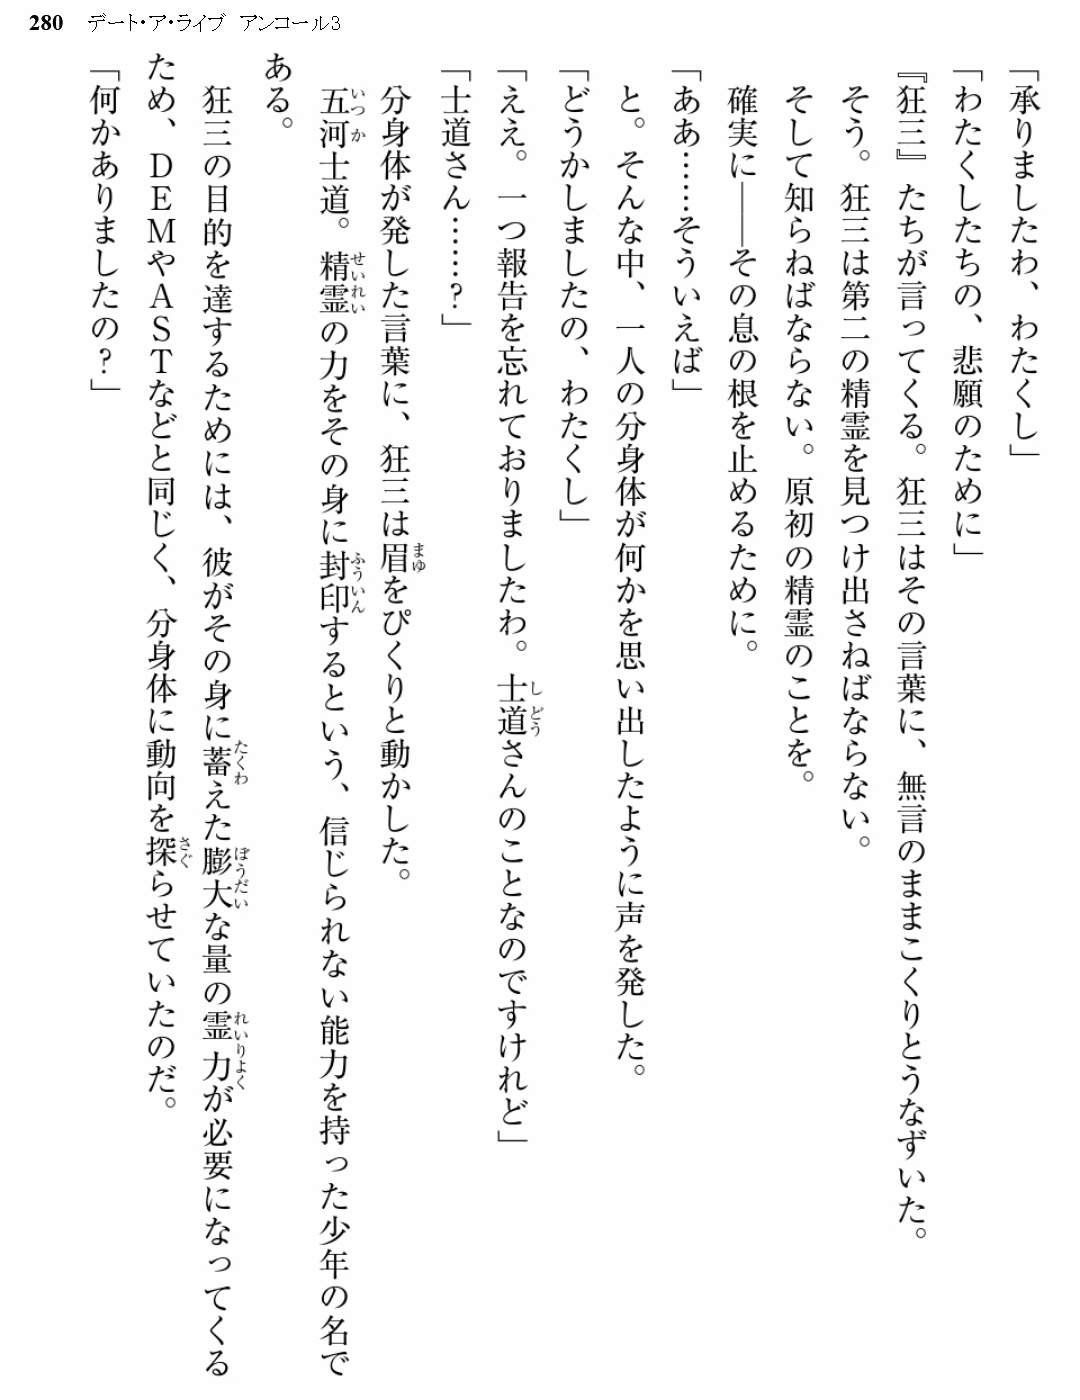 280 デート・ア・ライブ アンコール3
「承りましたわ、わたくし」
「わたくしたちの、悲願のために」
『狂三』たちが言ってくる。狂三はその言葉に、無言のままこくりとうなずいた。
そう。狂三は第二の精霊を見つけ出さねばならない。
そして知らねばならない。原初の精霊のことを。
確実に――その息の根を止めるために。
「ああ……そういえば」
と。そんな中、一人の分身体が何かを思い出したように声を発した。
「どうかしましたの、わたくし」
「ええ。一つ報告を忘れておりましたわ。士道さんのことなのですけれど」
「士道さん……？」
分身体が発した言葉に、狂三は眉をぴくりと動かした。
五河士道。精霊の力をその身に封印するという、信じられない能力を持った少年の名で
ある。
狂三の目的を達するためには、彼がその身に蓄えた膨大な量の霊力が必要になってくる
ため、DEMやASTなどと同じく、分身体に動向を探らせていたのだ。
「何かありましたの？」